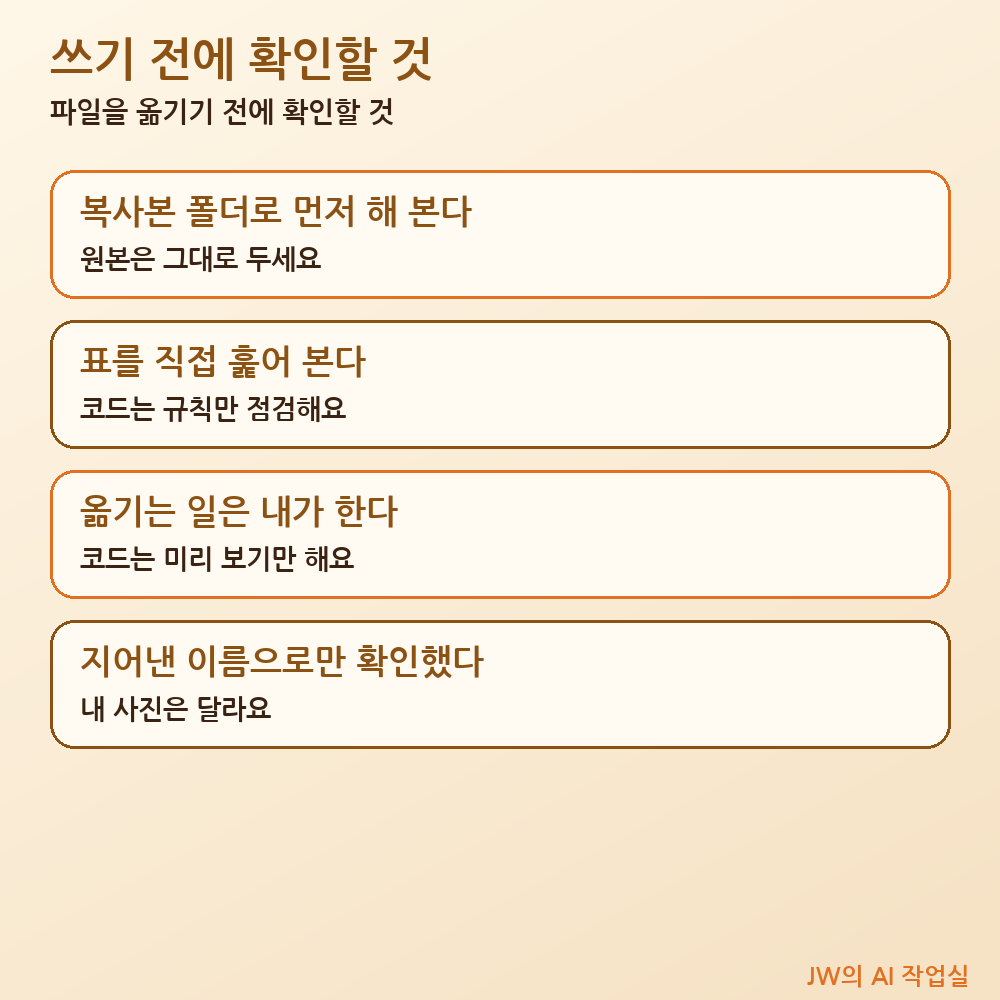 쓰기 전에 확인할 것
파일을 옮기기 전에 확인할 것
복사본 폴더로 먼저 해 본다
원본은 그대로 두세요
표를 직접 훑어 본다
코드는 규칙만 점검해요
옮기는 일은 내가 한다
코드는 미리 보기만 해요
지어낸 이름으로만 확인했다
내 사진은 달라요
JW의 AI 작업실